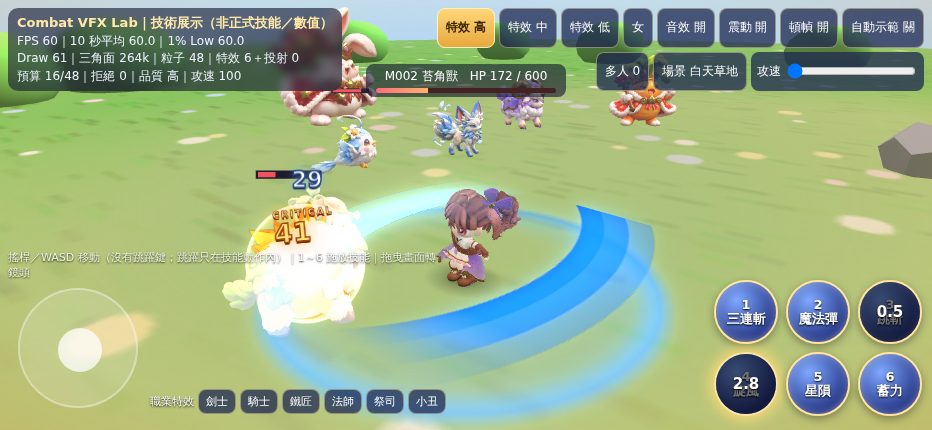 Combat VFX Lab｜技術展示（非正式技能／數值）
FPS 60｜10 秒平均 60.0｜1% Low 60.0
Draw 61｜三角面 264k｜粒子 48｜特效 6＋投射 0
預算 16/48｜拒絕 0｜品質 高｜攻速 100
特效 高
特效 中
特效 低
女
音效 開
震動 開
頓幀 開
自動示範 關
多人 0
場景 白天草地
攻速
M002 苔角獸 HP 172 / 600
29
CRITICAL
41
搖桿／WASD 移動（沒有跳躍鍵；跳躍只在技能動作內）｜1～6 施放技能｜拖曳畫面轉
鏡頭
1
三連斬
2
魔法彈
3
0.5
跳斬
4
2.8
旋風
5
星隕
6
蓄力
職業特效
劍士
騎士
鐵匠
法師
祭司
小丑